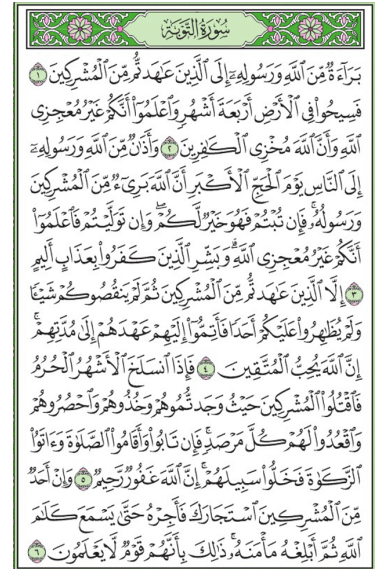 سُورَةُ التَّوْبَةِ
بَرَآءَةٌ مِّنَ ٱللَّهِ وَرَسُولِهِۦٓ إِلَى ٱلَّذِينَ عَٰهَدتُّم مِّنَ ٱلْمُشْرِكِينَ ١
فَسِيحُوا۟ فِى ٱلْأَرْضِ أَرْبَعَةَ أَشْهُرٍ وَٱعْلَمُوٓا۟ أَنَّكُمْ غَيْرُ مُعْجِزِى
ٱللَّهِ وَأَنَّ ٱللَّهَ مُخْزِى ٱلْكَٰفِرِينَ ٢ وَأَذَٰنٌ مِّنَ ٱللَّهِ وَرَسُولِهِۦٓ
إِلَى ٱلنَّاسِ يَوْمَ ٱلْحَجِّ ٱلْأَكْبَرِ أَنَّ ٱللَّهَ بَرِىٓءٌ مِّنَ ٱلْمُشْرِكِينَ
وَرَسُولُهُۥ ۚ فَإِن تُبْتُمْ فَهُوَ خَيْرٌ لَّكُمْ ۖ وَإِن تَوَلَّيْتُمْ فَٱعْلَمُوٓا۟
أَنَّكُمْ غَيْرُ مُعْجِزِى ٱللَّهِ ۗ وَبَشِّرِ ٱلَّذِينَ كَفَرُوا۟ بِعَذَابٍ أَلِيمٍ
٣ إِلَّا ٱلَّذِينَ عَٰهَدتُّم مِّنَ ٱلْمُشْرِكِينَ ثُمَّ لَمْ يَنقُصُوكُمْ شَيْـًٔا
وَلَمْ يُظَٰهِرُوا۟ عَلَيْكُمْ أَحَدًا فَأَتِمُّوٓا۟ إِلَيْهِمْ عَهْدَهُمْ إِلَىٰ مُدَّتِهِمْ ۚ
إِنَّ ٱللَّهَ يُحِبُّ ٱلْمُتَّقِينَ ٤ فَإِذَا ٱنسَلَخَ ٱلْأَشْهُرُ ٱلْحُرُمُ
فَٱقْتُلُوا۟ ٱلْمُشْرِكِينَ حَيْثُ وَجَدتُّمُوهُمْ وَخُذُوهُمْ وَٱحْصُرُوهُمْ
وَٱقْعُدُوا۟ لَهُمْ كُلَّ مَرْصَدٍ ۚ فَإِن تَابُوا۟ وَأَقَامُوا۟ ٱلصَّلَوٰةَ وَءَاتَوُا۟
ٱلزَّكَوٰةَ فَخَلُّوا۟ سَبِيلَهُمْ ۚ إِنَّ ٱللَّهَ غَفُورٌ رَّحِيمٌ ٥ وَإِنْ أَحَدٌ
مِّنَ ٱلْمُشْرِكِينَ ٱسْتَجَارَكَ فَأَجِرْهُ حَتَّىٰ يَسْمَعَ كَلَٰمَ
ٱللَّهِ ثُمَّ أَبْلِغْهُ مَأْمَنَهُۥ ۚ ذَٰلِكَ بِأَنَّهُمْ قَوْمٌ لَّا يَعْلَمُونَ ٦